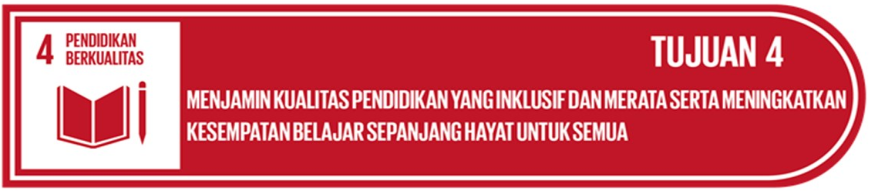 4 PENDIDIKAN
BERKUALITAS
TUJUAN 4
MENJAMIN KUALITAS PENDIDIKAN YANG INKLUSIF DAN MERATA SERTA MENINGKATKAN
KESEMPATAN BELAJAR SEPANJANG HAYAT UNTUK SEMUA